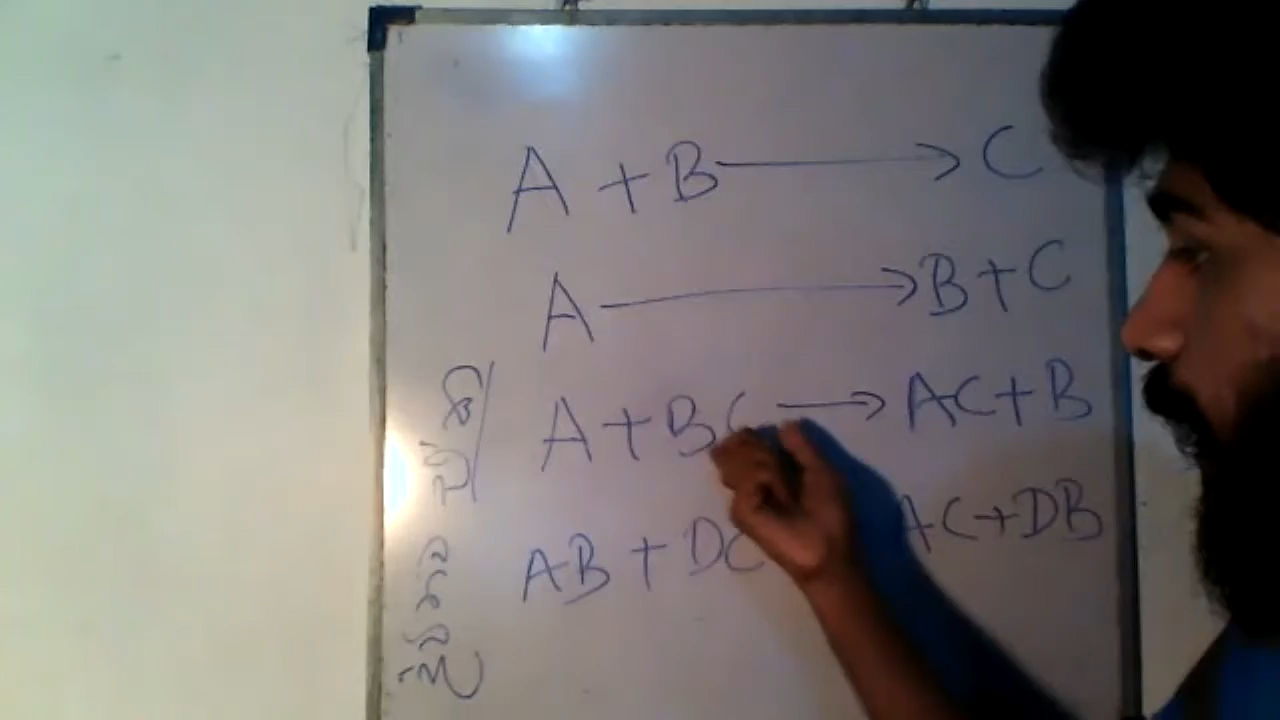 A + B → C
A → B + C
A + BC → AC + B
AB + DC AC + DB